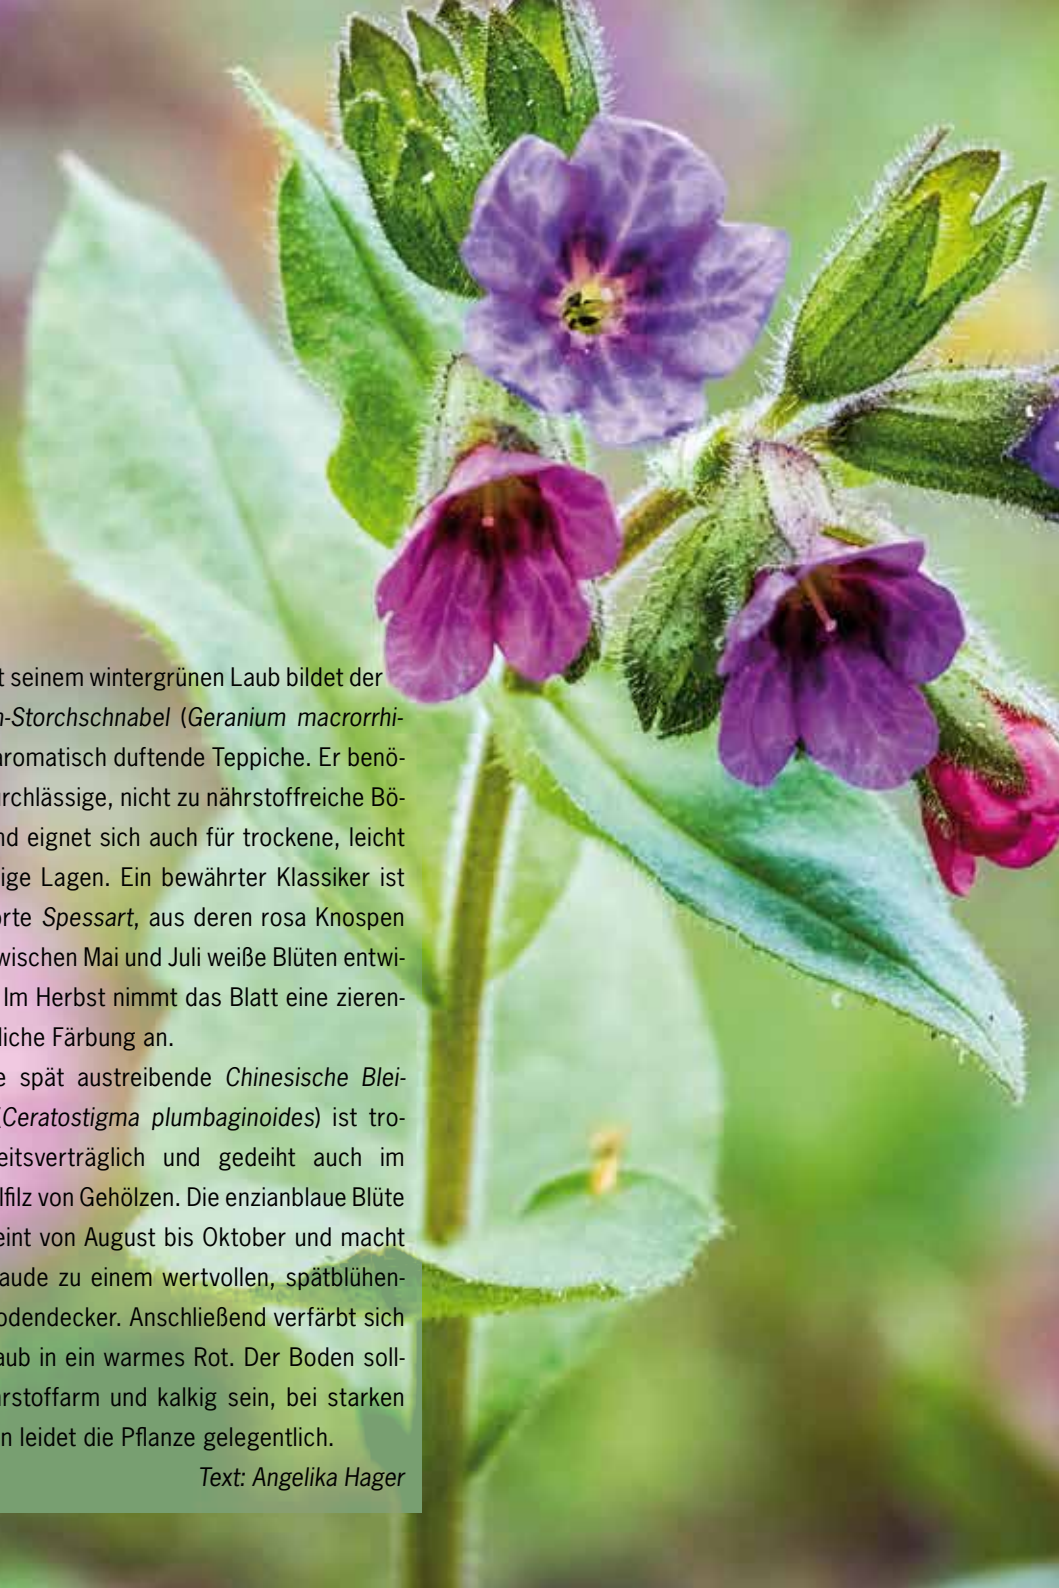 t seinem wintergrünen Laub bildet der
n-Storchschnabel (Geranium macrorrhi-
aromatisch duftende Teppiche. Er benö-
urchlässige, nicht zu nährstoffreiche Bö-
nd eignet sich auch für trockene, leicht
ige Lagen. Ein bewährter Klassiker ist
orte Spessart, aus deren rosa Knospen
wischen Mai und Juli weiße Blüten entwi-
Im Herbst nimmt das Blatt eine zieren-
liche Färbung an.
e spät austreibende Chinesische Blei-
(Ceratostigma plumbaginoides) ist tro-
eitsverträglich und gedeiht auch im
lfilz von Gehölzen. Die enzianblaue Blüte
eint von August bis Oktober und macht
aude zu einem wertvollen, spätblühen-
odendecker. Anschließend verfärbt sich
aub in ein warmes Rot. Der Boden soll-
rstoffarm und kalkig sein, bei starken
n leidet die Pflanze gelegentlich.
Text: Angelika Hager